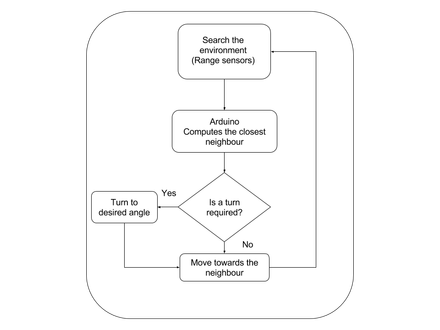 Search the
environment
(Range sensors)
Arduino
Computes the closest
neighbour
Is a turn
required?
Yes
Turn to
desired angle
No
Move towards the
neighbour